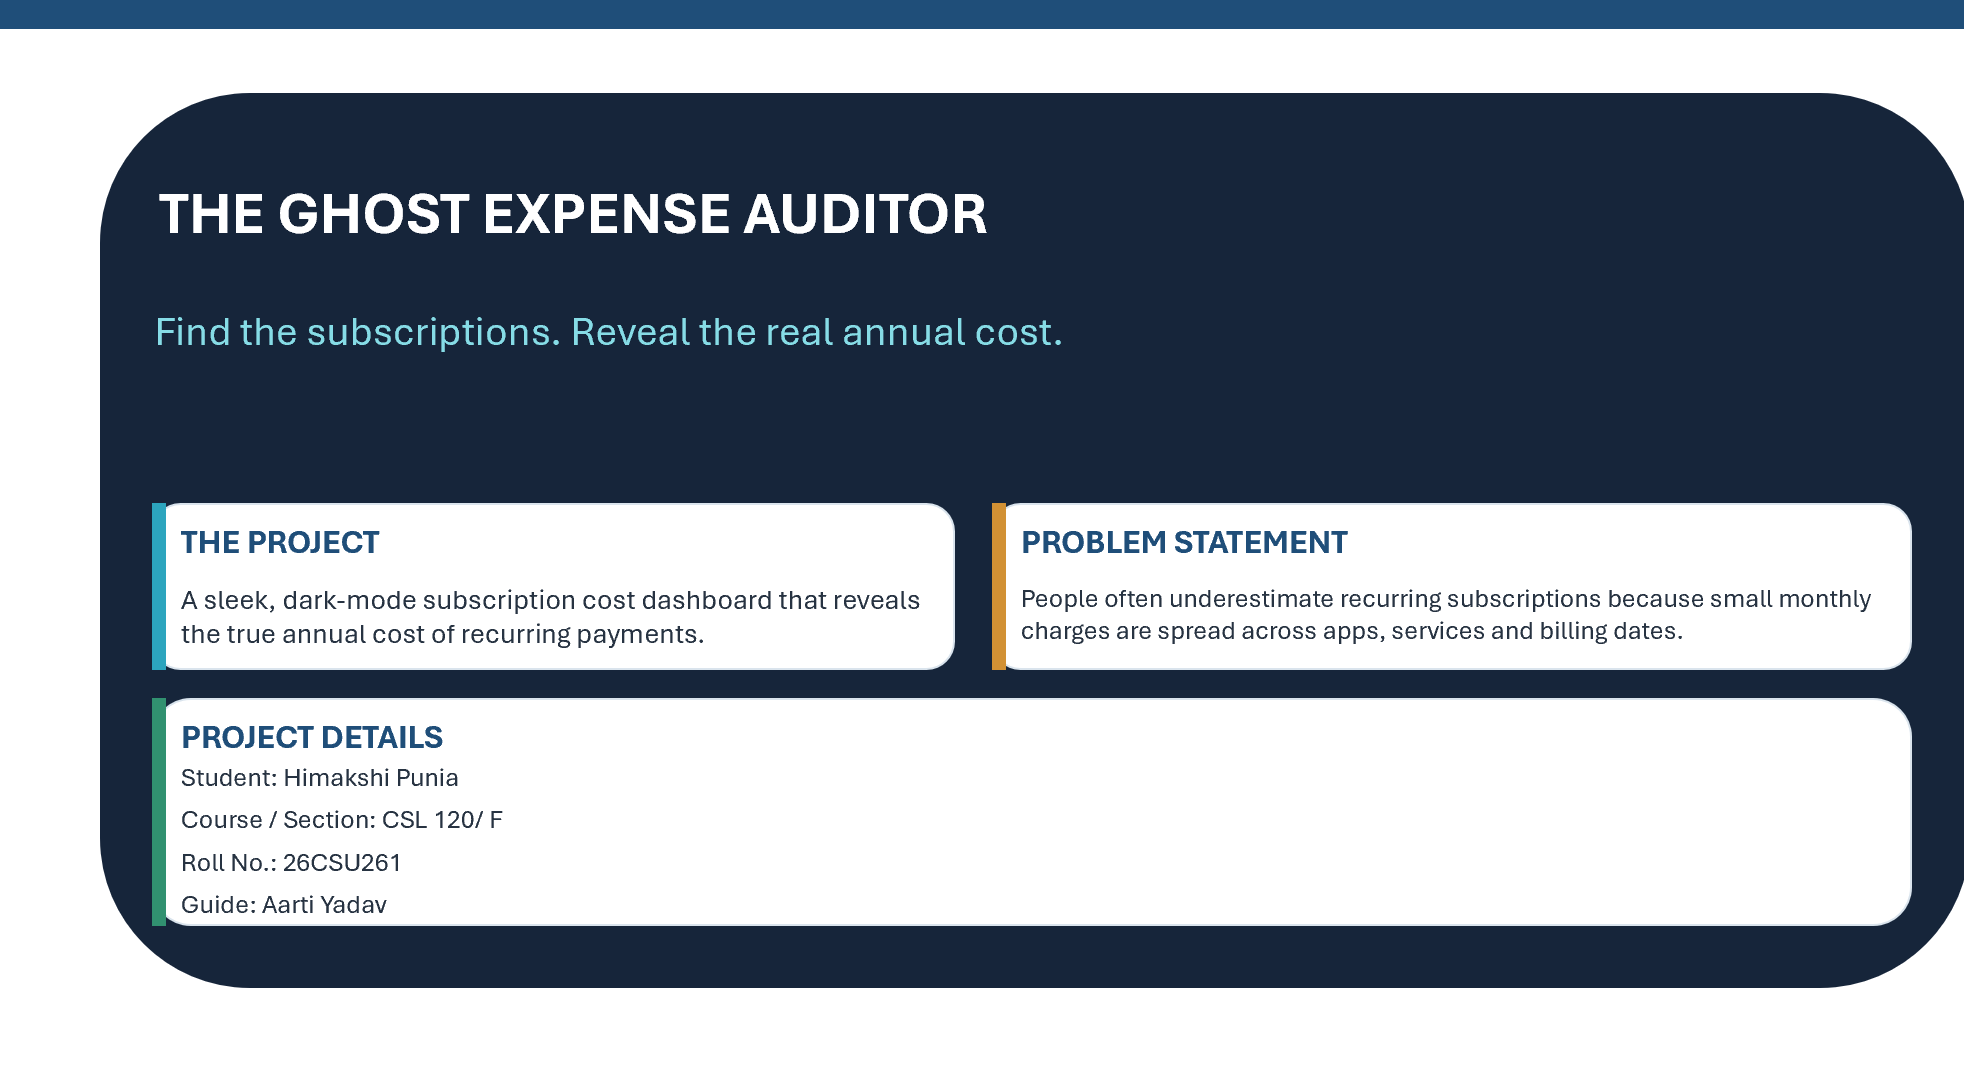 THE GHOST EXPENSE AUDITOR
Find the subscriptions. Reveal the real annual cost.
THE PROJECT
A sleek, dark-mode subscription cost dashboard that reveals
the true annual cost of recurring payments.
PROBLEM STATEMENT
People often underestimate recurring subscriptions because small monthly
charges are spread across apps, services and billing dates.
PROJECT DETAILS
Student: Himakshi Punia
Course / Section: CSL 120/ F
Roll No.: 26CSU261
Guide: Aarti Yadav